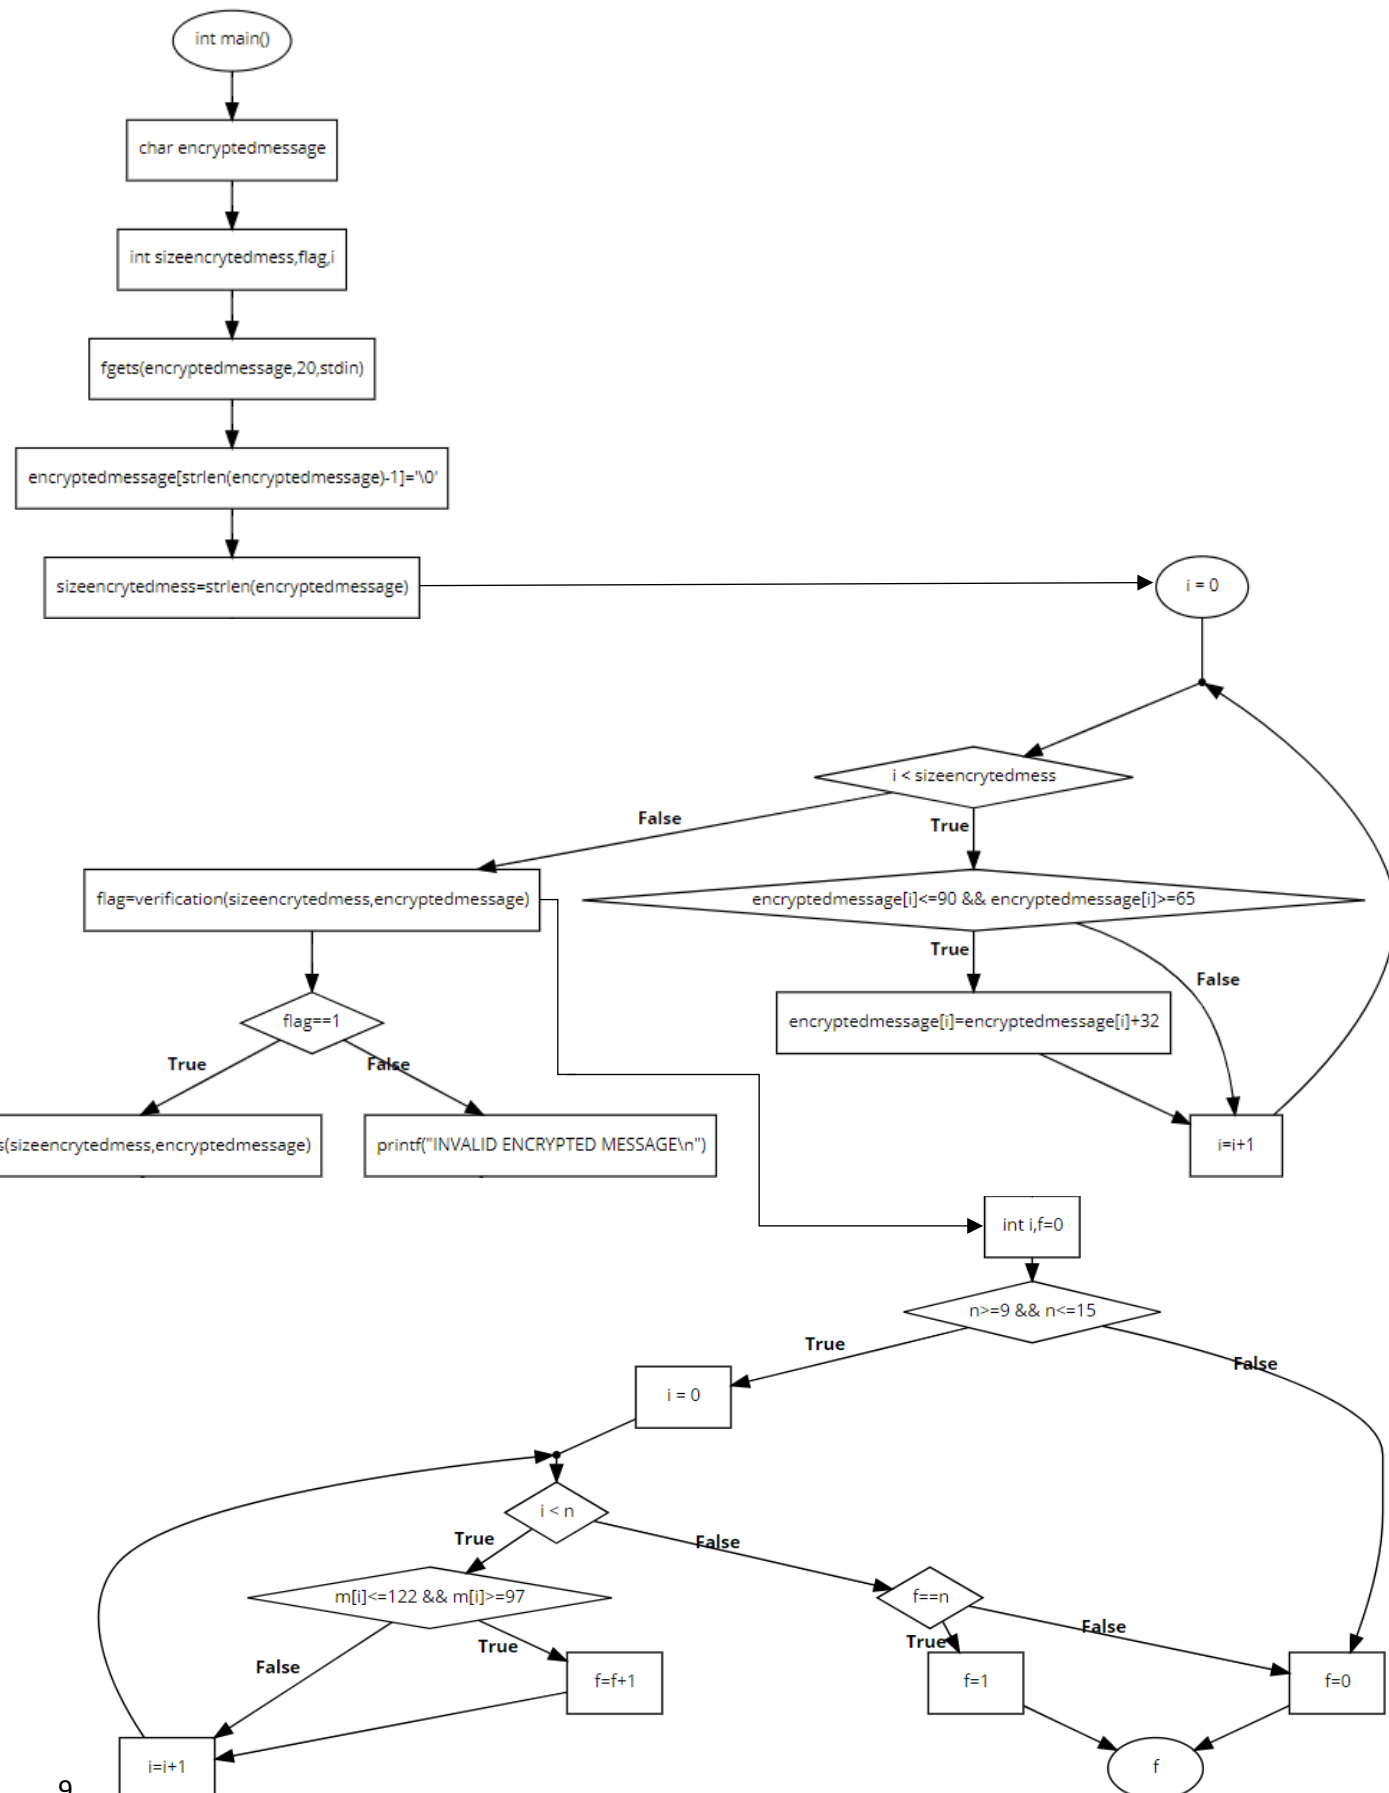 int main()
char encryptedmessage
int sizeencrytedmess,flag,i
fgets(encryptedmessage,20,stdin)
encryptedmessage[strlen(encryptedmessage)-1]='\0'
sizeencrytedmess=strlen(encryptedmessage)
i = 0
i < sizeencrytedmess
False
True
flag=verification(sizeencrytedmess,encryptedmessage)
encryptedmessage[i]<=90 && encryptedmessage[i]>=65
True
False
flag==1
encryptedmessage[i]=encryptedmessage[i]+32
True
False
s(sizeencrytedmess,encryptedmessage)
printf("INVALID ENCRYPTED MESSAGE\n")
i=i+1
int i,f=0
n>=9 && n<=15
True
False
i = 0
i < n
True
False
m[i]<=122 && m[i]>=97
f==n
True
False
True
False
f=f+1
f=1
f=0
i=i+1
f
9